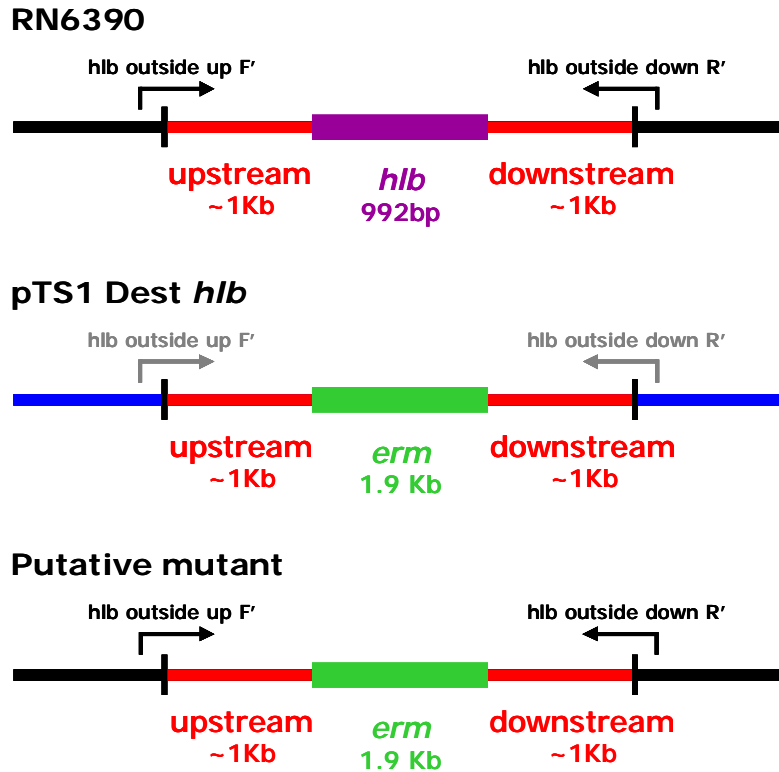 RN6390
hlb outside up F'
hlb outside down R'
upstream
~1Kb
hlb
992bp
downstream
~1Kb
pTS1 Dest hlb
hlb outside up F'
hlb outside down R'
upstream
~1Kb
erm
1.9 Kb
downstream
~1Kb
Putative mutant
hlb outside up F'
hlb outside down R'
upstream
~1Kb
erm
1.9 Kb
downstream
~1Kb